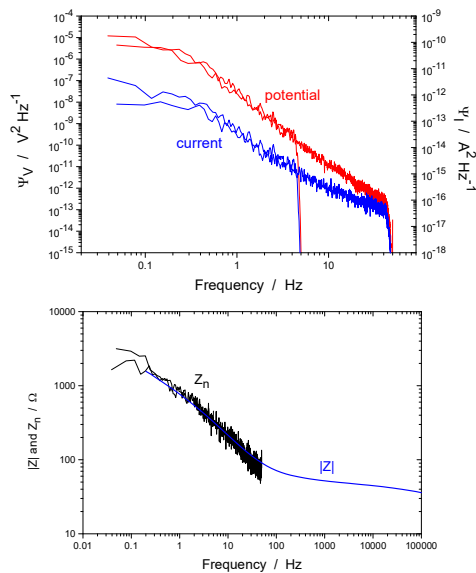 10⁻⁴
10⁻⁵
10⁻⁶
10⁻⁷
10⁻⁸
10⁻⁹
10⁻¹⁰
10⁻¹¹
10⁻¹²
10⁻¹³
10⁻¹⁴
10⁻¹⁵
Ψ_V / V² Hz⁻¹
potential
current
10⁻⁹
10⁻¹⁰
10⁻¹¹
10⁻¹²
10⁻¹³
10⁻¹⁴
10⁻¹⁵
10⁻¹⁶
10⁻¹⁷
10⁻¹⁸
Ψ_I / A² Hz⁻¹
0.1 1 10
Frequency / Hz
10000
1000
100
10
|Z| and Z_n / Ω
Z_n
|Z|
0.01 0.1 1 10 100 1000 10000 100000
Frequency / Hz